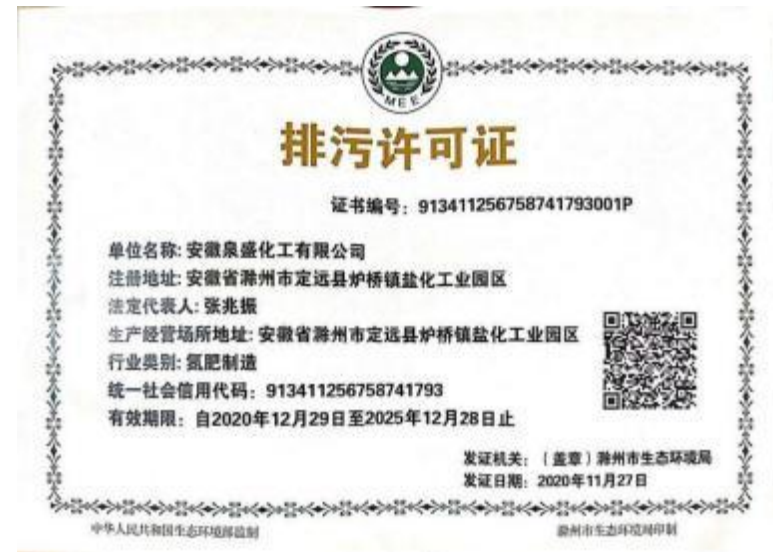 MEE
排污许可证
证书编号：913411256758741793001P
单位名称:安徽泉盛化工有限公司
注册地址:安徽省滁州市定远县炉桥镇盐化工业园区
法定代表人:张兆振
生产经营场所地址:安徽省滁州市定远县炉桥镇盐化工业园区
行业类别:氮肥制造
统一社会信用代码：913411256758741793
有效期限：自2020年12月29日至2025年12月28日止
发证机关：（盖章）滁州市生态环境局
发证日期：2020年11月27日
中华人民共和国生态环境部监制
滁州市生态环境局印制